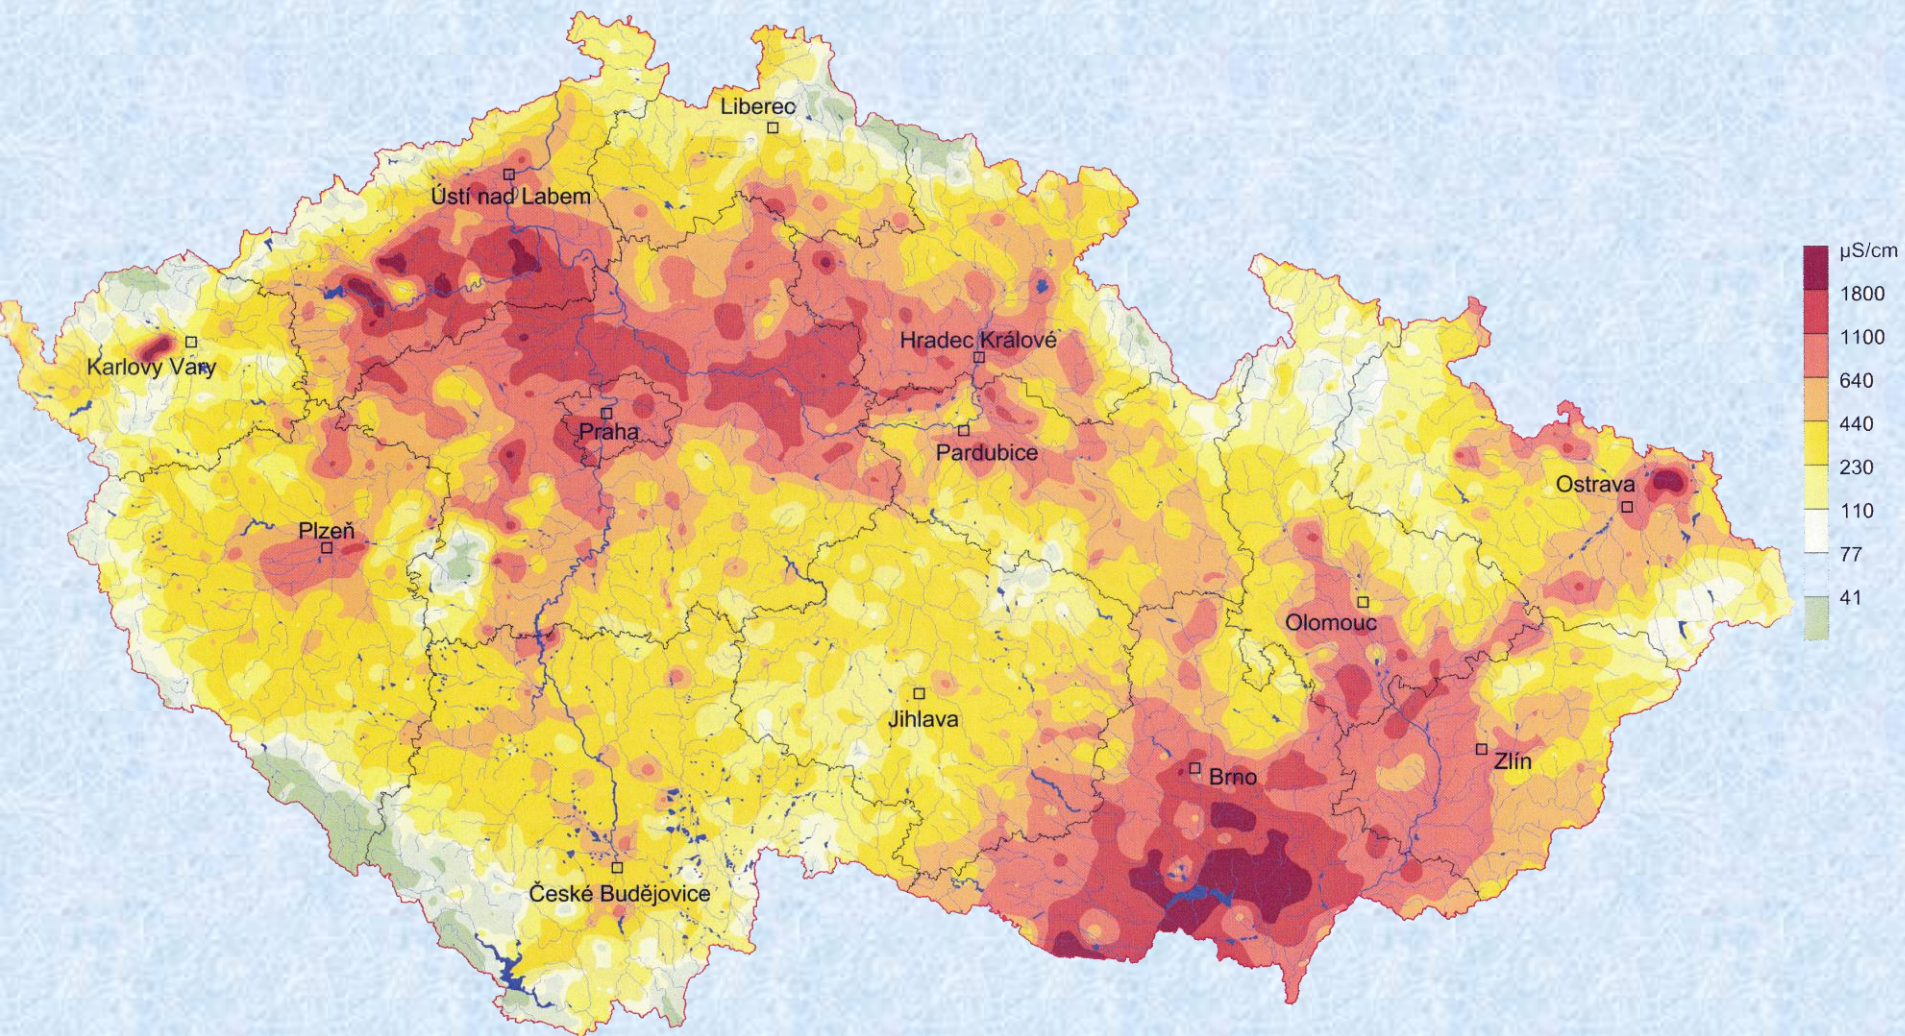 Liberec
Ústí nad Labem
µS/cm
1800
1100
640
440
230
110
77
41
Hradec Králové
Karlovy Vary
Praha
Pardubice
Ostrava
Plzeň
Olomouc
Jihlava
Zlín
Brno
České Budějovice